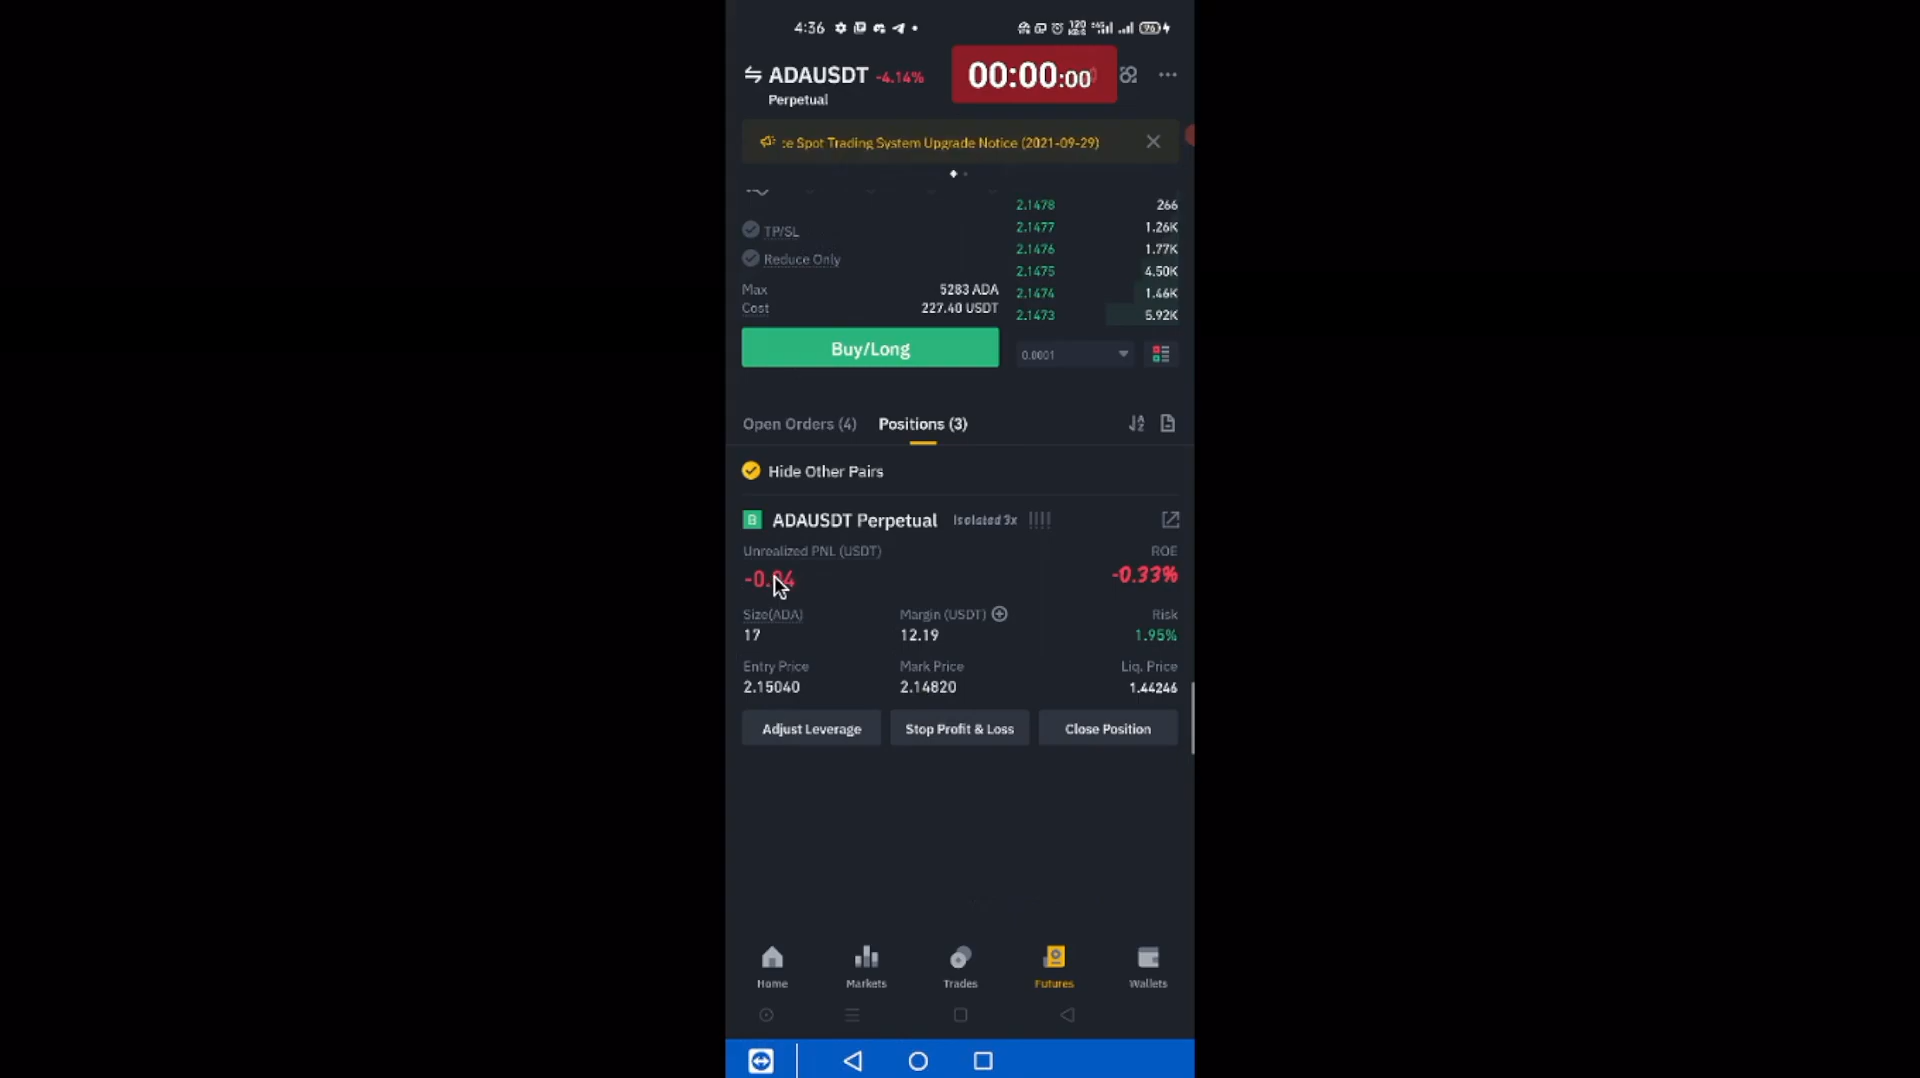 4:36
120 KB/S
96
ADAUSDT -4.14%
00:00:00
Perpetual
:e Spot Trading System Upgrade Notice (2021-09-29)
2.1478 266
TP/SL
2.1477 1.26K
2.1476 1.77K
Reduce Only
2.1475 4.50K
Max 5283 ADA
2.1474 1.46K
Cost 227.40 USDT
2.1473 5.92K
Buy/Long
0.0001
Open Orders (4) Positions (3)
Hide Other Pairs
B ADAUSDT Perpetual Isolated 3x
Unrealized PNL (USDT) ROE
-0.04 -0.33%
Size(ADA) Margin (USDT) Risk
17 12.19 1.95%
Entry Price Mark Price Liq. Price
2.15040 2.14820 1.44246
Adjust Leverage Stop Profit & Loss Close Position
Home Markets Trades Futures Wallets